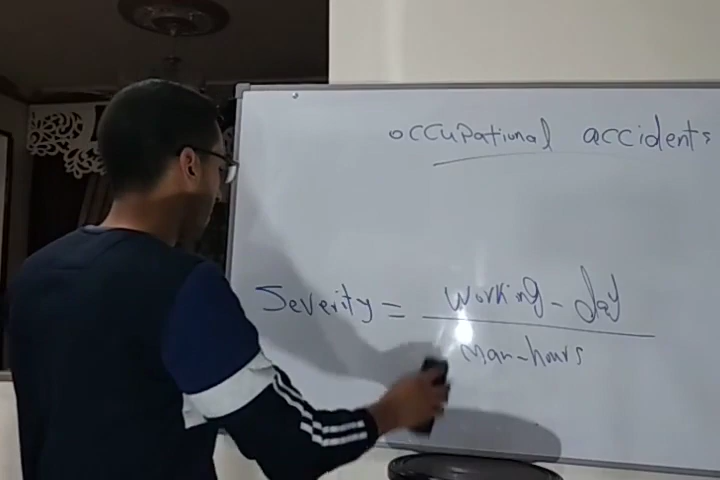 occupational accidents
Severity = working-day
man-hours